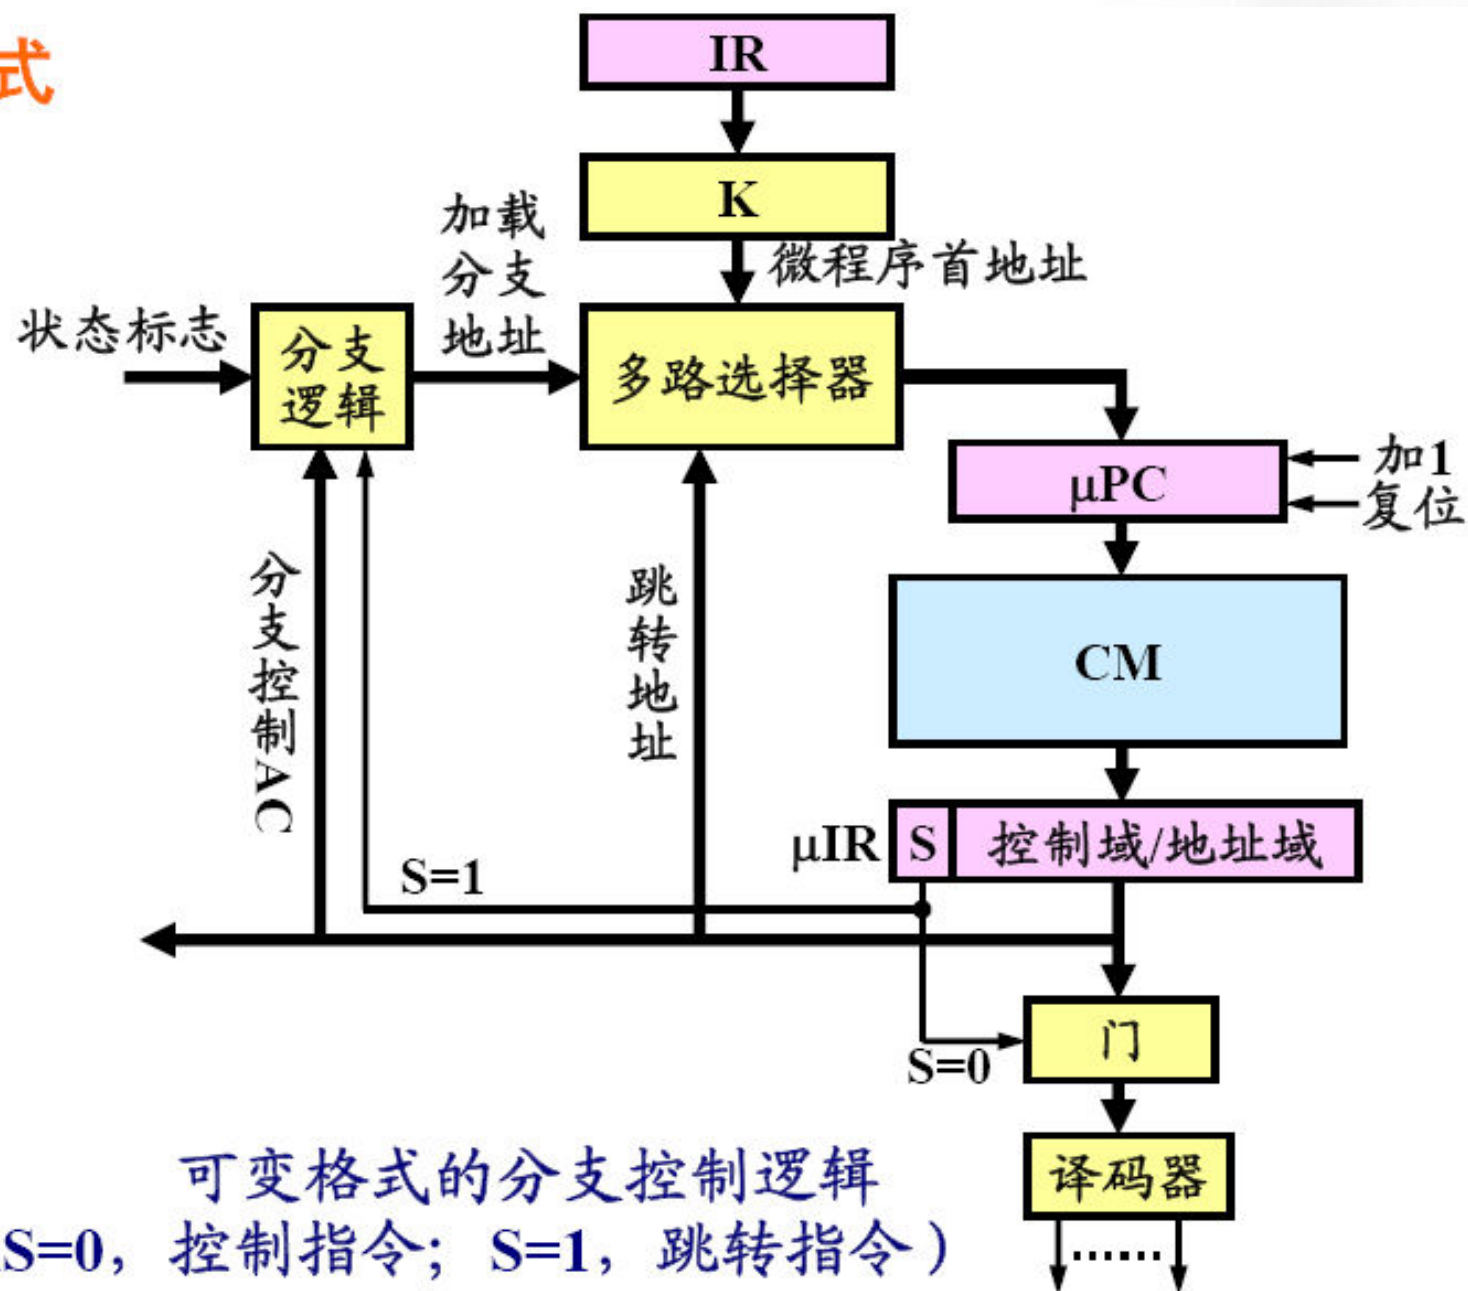 式
IR
K
加载
分支
地址
微程序首地址
状态标志
分支
逻辑
多路选择器
μPC
加1
复位
分支控制AC
跳转地址
CM
μIR
S
控制域/地址域
S=1
门
S=0
译码器
可变格式的分支控制逻辑
S=0，控制指令；S=1，跳转指令）